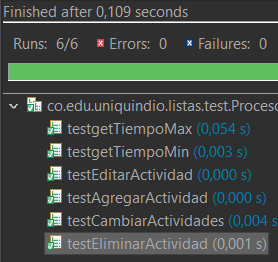 Finished after 0,109 seconds
Runs: 6/6 Errors: 0 Failures: 0
co.edu.uniquindio.listas.test.Proceso
testgetTiempoMax (0,054 s)
testgetTiempoMin (0,003 s)
testEditarActividad (0,000 s)
testAgregarActividad (0,000 s)
testCambiarActividades (0,004 s
testEliminarActividad (0,001 s)